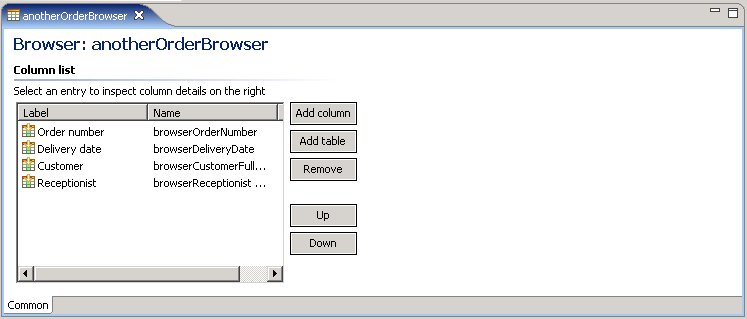 anotherOrderBrowser
Browser: anotherOrderBrowser
Column list
Select an entry to inspect column details on the right
Label Name
Order number browserOrderNumber
Delivery date browserDeliveryDate
Customer browserCustomerFull...
Receptionist browserReceptionist ...
Add column
Add table
Remove
Up
Down
Common